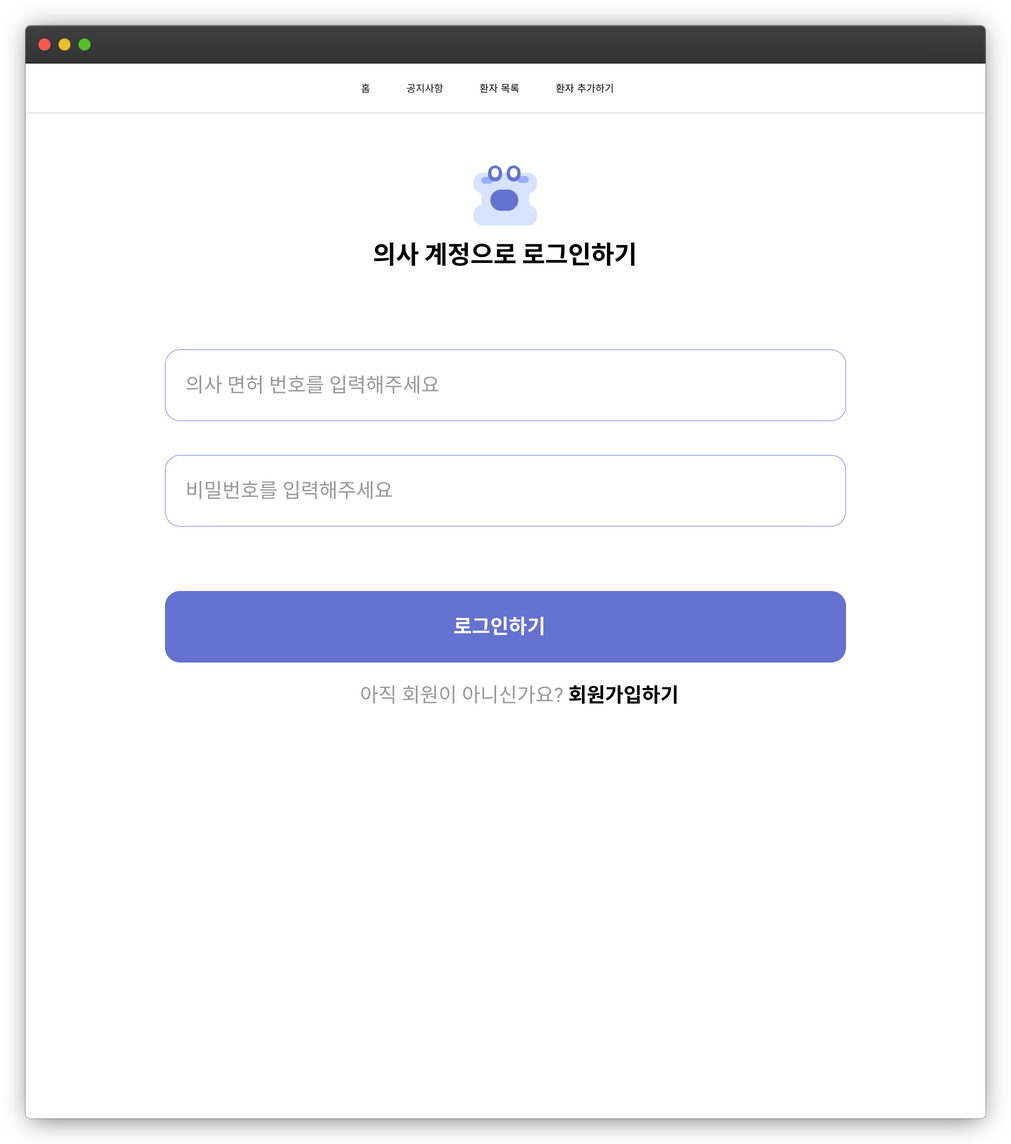 홈 공지사항 환자 목록 환자 추가하기
의사 계정으로 로그인하기
의사 면허 번호를 입력해주세요
비밀번호를 입력해주세요
로그인하기
아직 회원이 아니신가요? 회원가입하기